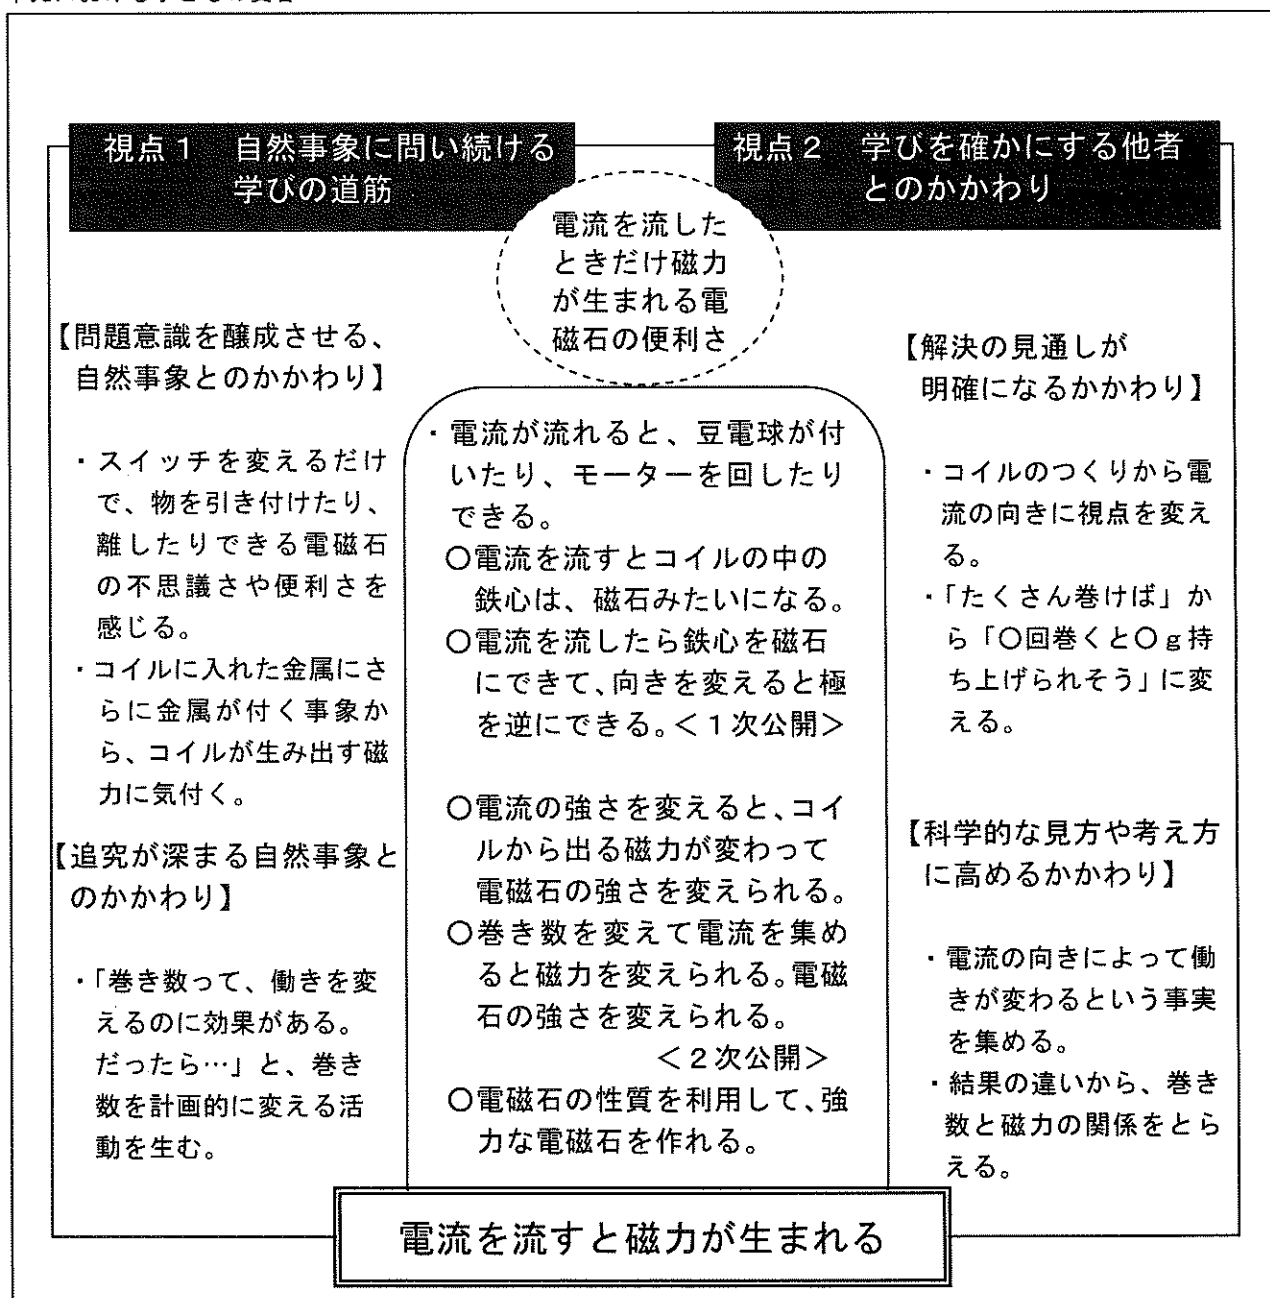 視点1 自然事象に問い続ける
学びの道筋
視点2 学びを確かにする他者
とのかかわり
電流を流した
ときだけ磁力
が生まれる電
磁石の便利さ
【問題意識を醸成させる、
自然事象とのかかわり】
・スイッチを変えるだけ
で、物を引き付けたり、
離したりできる電磁石
の不思議さや便利さを
感じる。
・コイルに入れた金属にさ
らに金属が付く事象か
ら、コイルが生み出す磁
力に気付く。
【追究が深まる自然事象と
のかかわり】
・「巻き数って、働きを変
えるのに効果がある。
だったら…」と、巻き
数を計画的に変える活
動を生む。
・電流が流れると、豆電球が付
いたり、モーターを回したり
できる。
○電流を流すとコイルの中の
鉄心は、磁石みたいになる。
○電流を流したら鉄心を磁石
にできて、向きを変えると極
を逆にできる。<1次公開>
○電流の強さを変えると、コイ
ルから出る磁力が変わって
電磁石の強さを変えられる。
○巻き数を変えて電流を集め
ると磁力を変えられる。電磁
石の強さを変えられる。
<2次公開>
○電磁石の性質を利用して、強
力な電磁石を作れる。
【解決の見通しが
明確になるかかわり】
・コイルのつくりから電
流の向きに視点を変え
る。
・「たくさん巻けば」か
ら「○回巻くと○g持
ち上げられそう」に変
える。
【科学的な見方や考え方
に高めるかかわり】
・電流の向きによって働
きが変わるという事実
を集める。
・結果の違いから、巻き
数と磁力の関係をとら
える。
電流を流すと磁力が生まれる